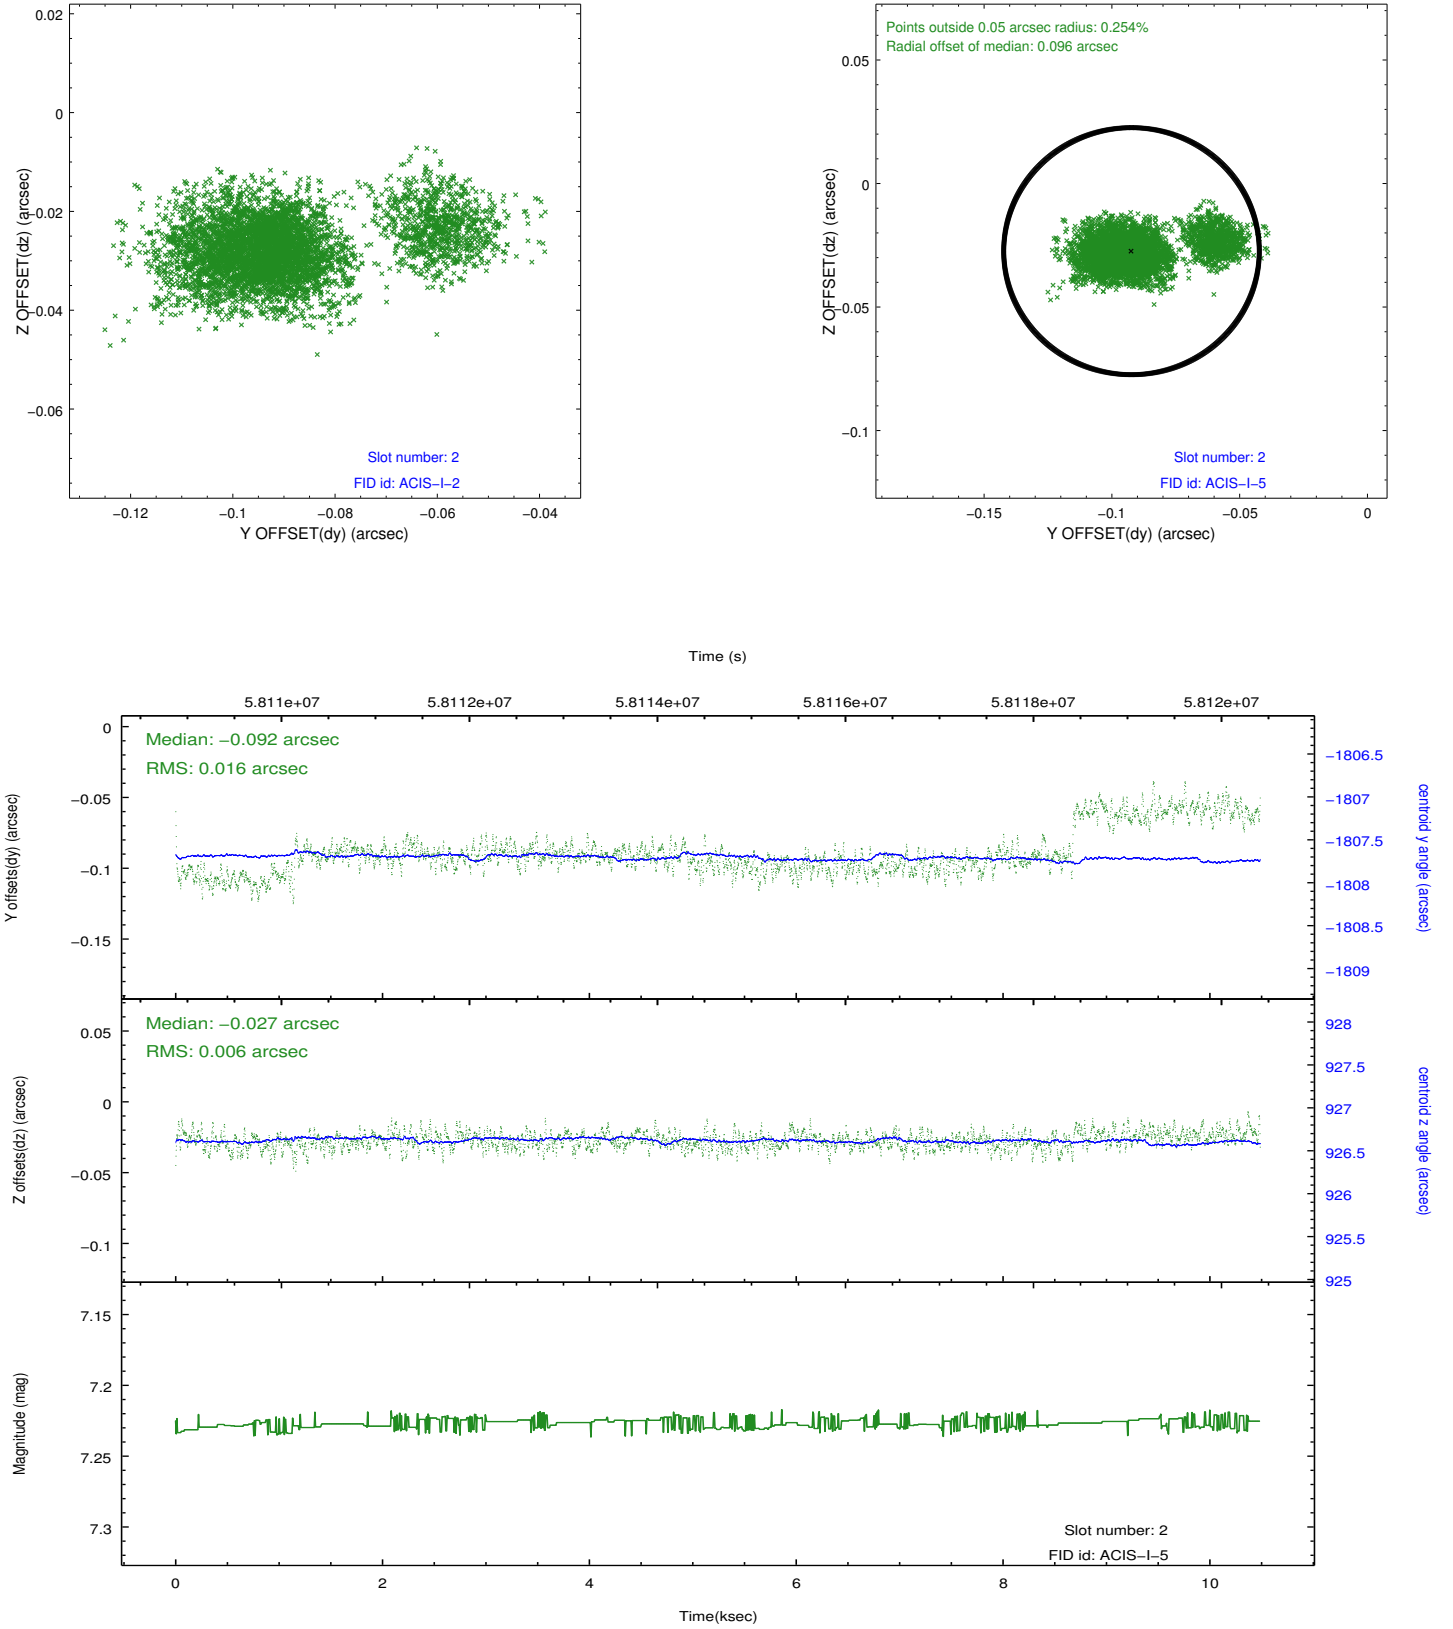 0.02
0
−0.02
−0.04
−0.06
Z OFFSET(dz) (arcsec)
Slot number: 2
FID id: ACIS−I−2
−0.12
−0.1
−0.08
−0.06
−0.04
Y OFFSET(dy) (arcsec)
Points outside 0.05 arcsec radius: 0.254%
Radial offset of median: 0.096 arcsec
0.05
0
−0.05
−0.1
Z OFFSET(dz) (arcsec)
Slot number: 2
FID id: ACIS−I−5
−0.15
−0.1
−0.05
0
Y OFFSET(dy) (arcsec)
Time (s)
5.811e+07
5.8112e+07
5.8114e+07
5.8116e+07
5.8118e+07
5.812e+07
Median: −0.092 arcsec
RMS: 0.016 arcsec
0
−0.05
−0.1
−0.15
Y offsets(dy) (arcsec)
−1806.5
−1807
−1807.5
−1808
−1808.5
−1809
centroid y angle (arcsec)
Median: −0.027 arcsec
RMS: 0.006 arcsec
0.05
0
−0.05
−0.1
Z offsets(dz) (arcsec)
928
927.5
927
926.5
926
925.5
925
centroid z angle (arcsec)
7.15
7.2
7.25
7.3
Magnitude (mag)
Slot number: 2
FID id: ACIS−I−5
0
2
4
6
8
10
Time(ksec)